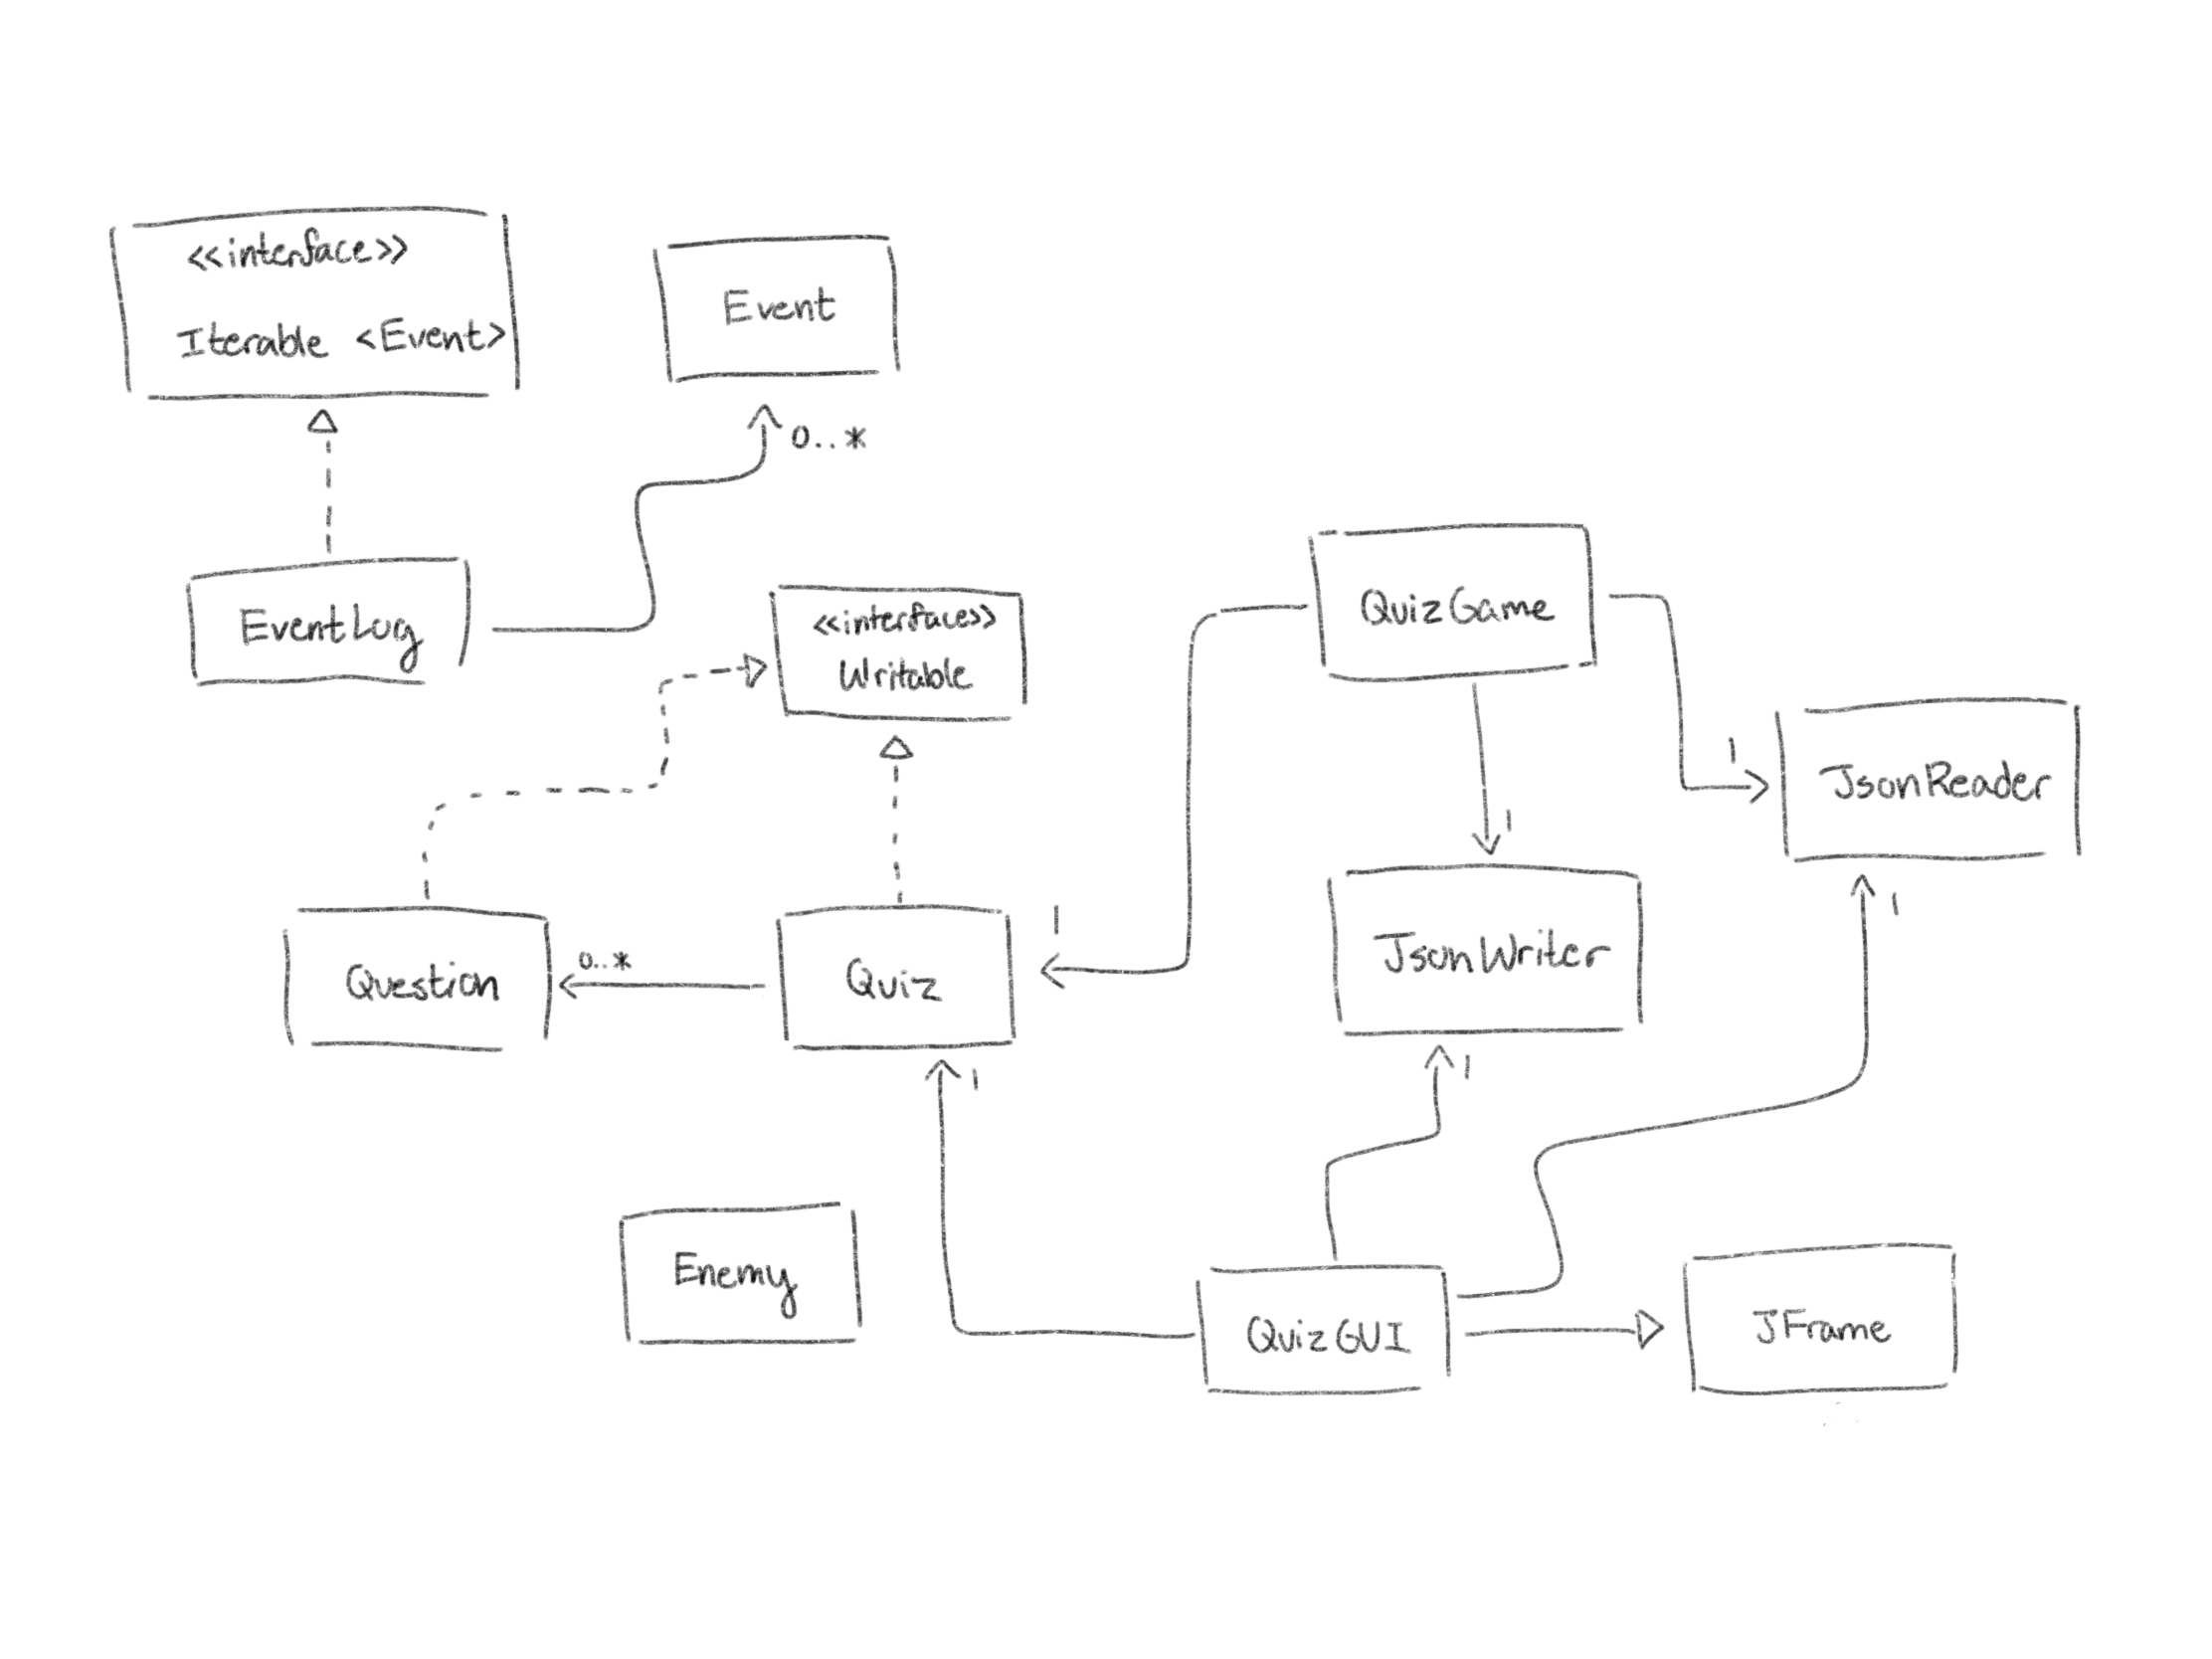 <<interface>>
Iterable <Event>
Event
0..*
EventLog
<<interface>>
Writable
QuizGame
1
JsonReader
1
JsonWriter
1
1
Question
0..*
Quiz
1
1
Enemy
QuizGUI
JFrame